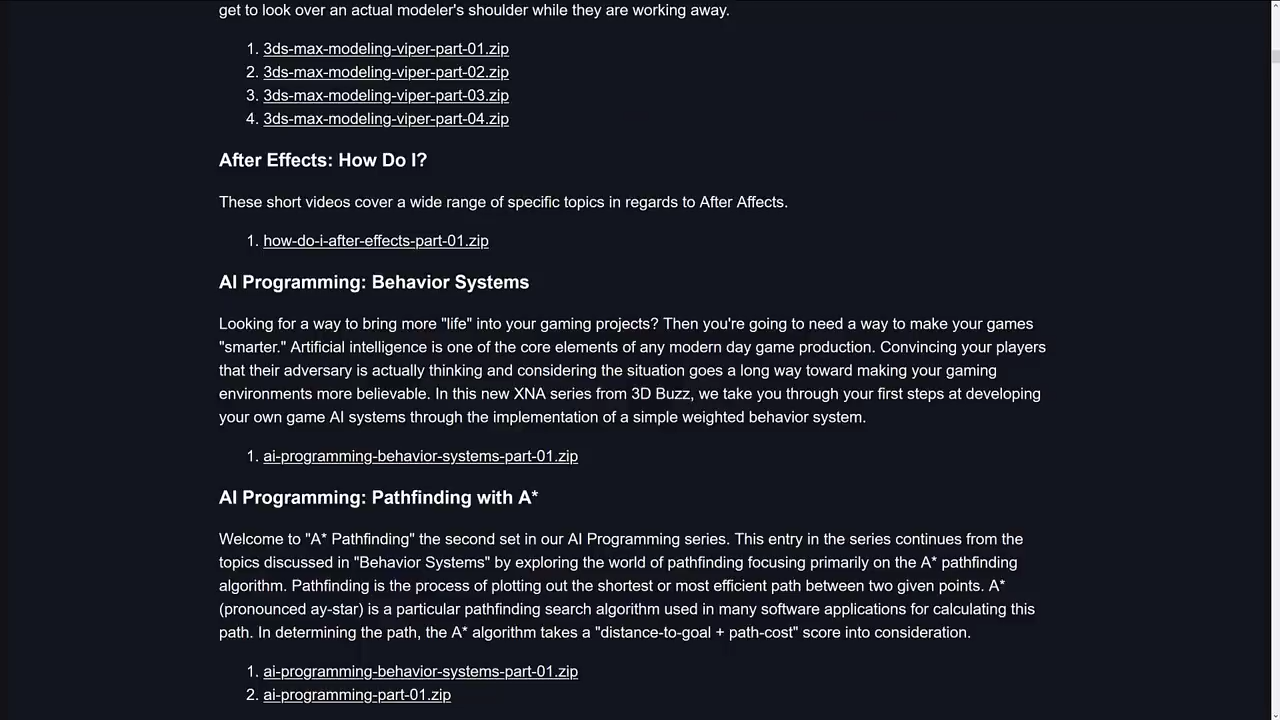 get to look over an actual modeler's shoulder while they are working away.
1. 3ds-max-modeling-viper-part-01.zip
2. 3ds-max-modeling-viper-part-02.zip
3. 3ds-max-modeling-viper-part-03.zip
4. 3ds-max-modeling-viper-part-04.zip
After Effects: How Do I?
These short videos cover a wide range of specific topics in regards to After Affects.
1. how-do-i-after-effects-part-01.zip
AI Programming: Behavior Systems
Looking for a way to bring more "life" into your gaming projects? Then you're going to need a way to make your games
"smarter." Artificial intelligence is one of the core elements of any modern day game production. Convincing your players
that their adversary is actually thinking and considering the situation goes a long way toward making your gaming
environments more believable. In this new XNA series from 3D Buzz, we take you through your first steps at developing
your own game AI systems through the implementation of a simple weighted behavior system.
1. ai-programming-behavior-systems-part-01.zip
AI Programming: Pathfinding with A*
Welcome to "A* Pathfinding" the second set in our AI Programming series. This entry in the series continues from the
topics discussed in "Behavior Systems" by exploring the world of pathfinding focusing primarily on the A* pathfinding
algorithm. Pathfinding is the process of plotting out the shortest or most efficient path between two given points. A*
(pronounced ay-star) is a particular pathfinding search algorithm used in many software applications for calculating this
path. In determining the path, the A* algorithm takes a "distance-to-goal + path-cost" score into consideration.
1. ai-programming-behavior-systems-part-01.zip
2. ai-programming-part-01.zip